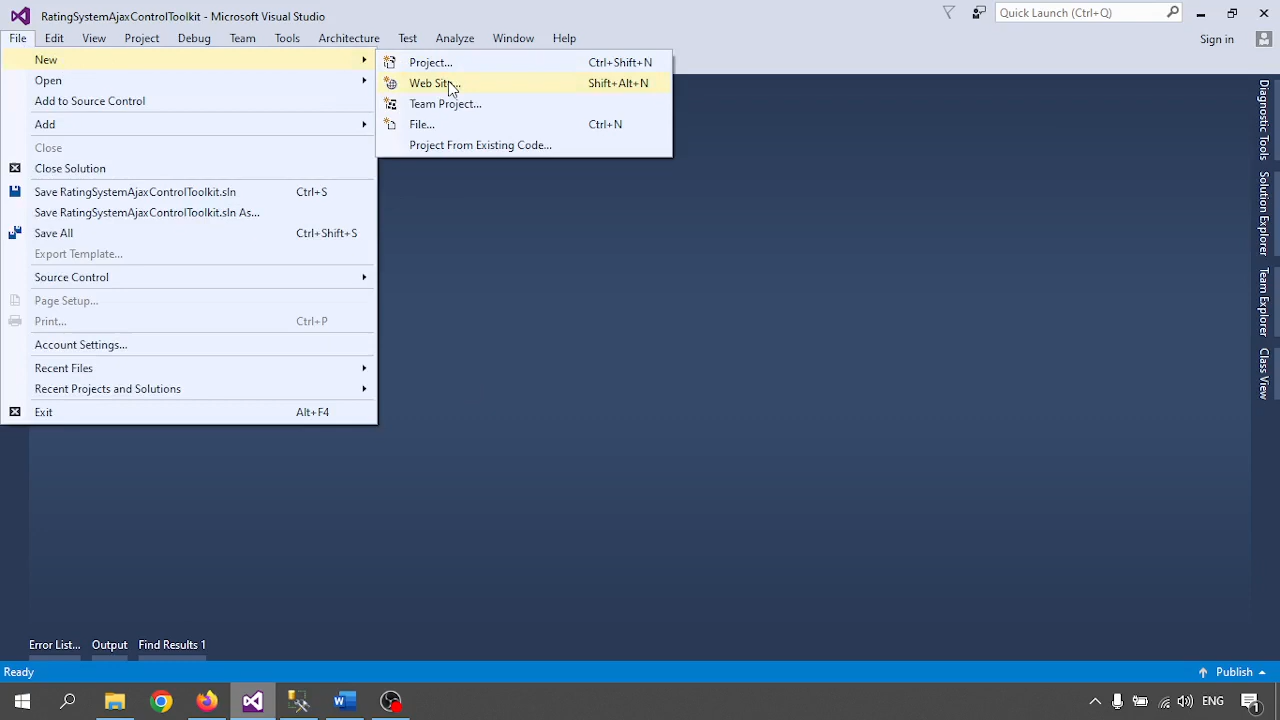 RatingSystemAjaxControlToolkit - Microsoft Visual Studio
Quick Launch (Ctrl+Q)
File Edit View Project Debug Team Tools Architecture Test Analyze Window Help
Sign in
New
Open
Add to Source Control
Add
Close
Close Solution
Save RatingSystemAjaxControlToolkit.sln Ctrl+S
Save RatingSystemAjaxControlToolkit.sln As...
Save All Ctrl+Shift+S
Export Template...
Source Control
Page Setup...
Print... Ctrl+P
Account Settings...
Recent Files
Recent Projects and Solutions
Exit Alt+F4
Project... Ctrl+Shift+N
Web Sit... Shift+Alt+N
Team Project...
File... Ctrl+N
Project From Existing Code...
Diagnostic Tools
Solution Explorer
Team Explorer
Class View
Error List... Output Find Results 1
Ready
Publish
ENG
1